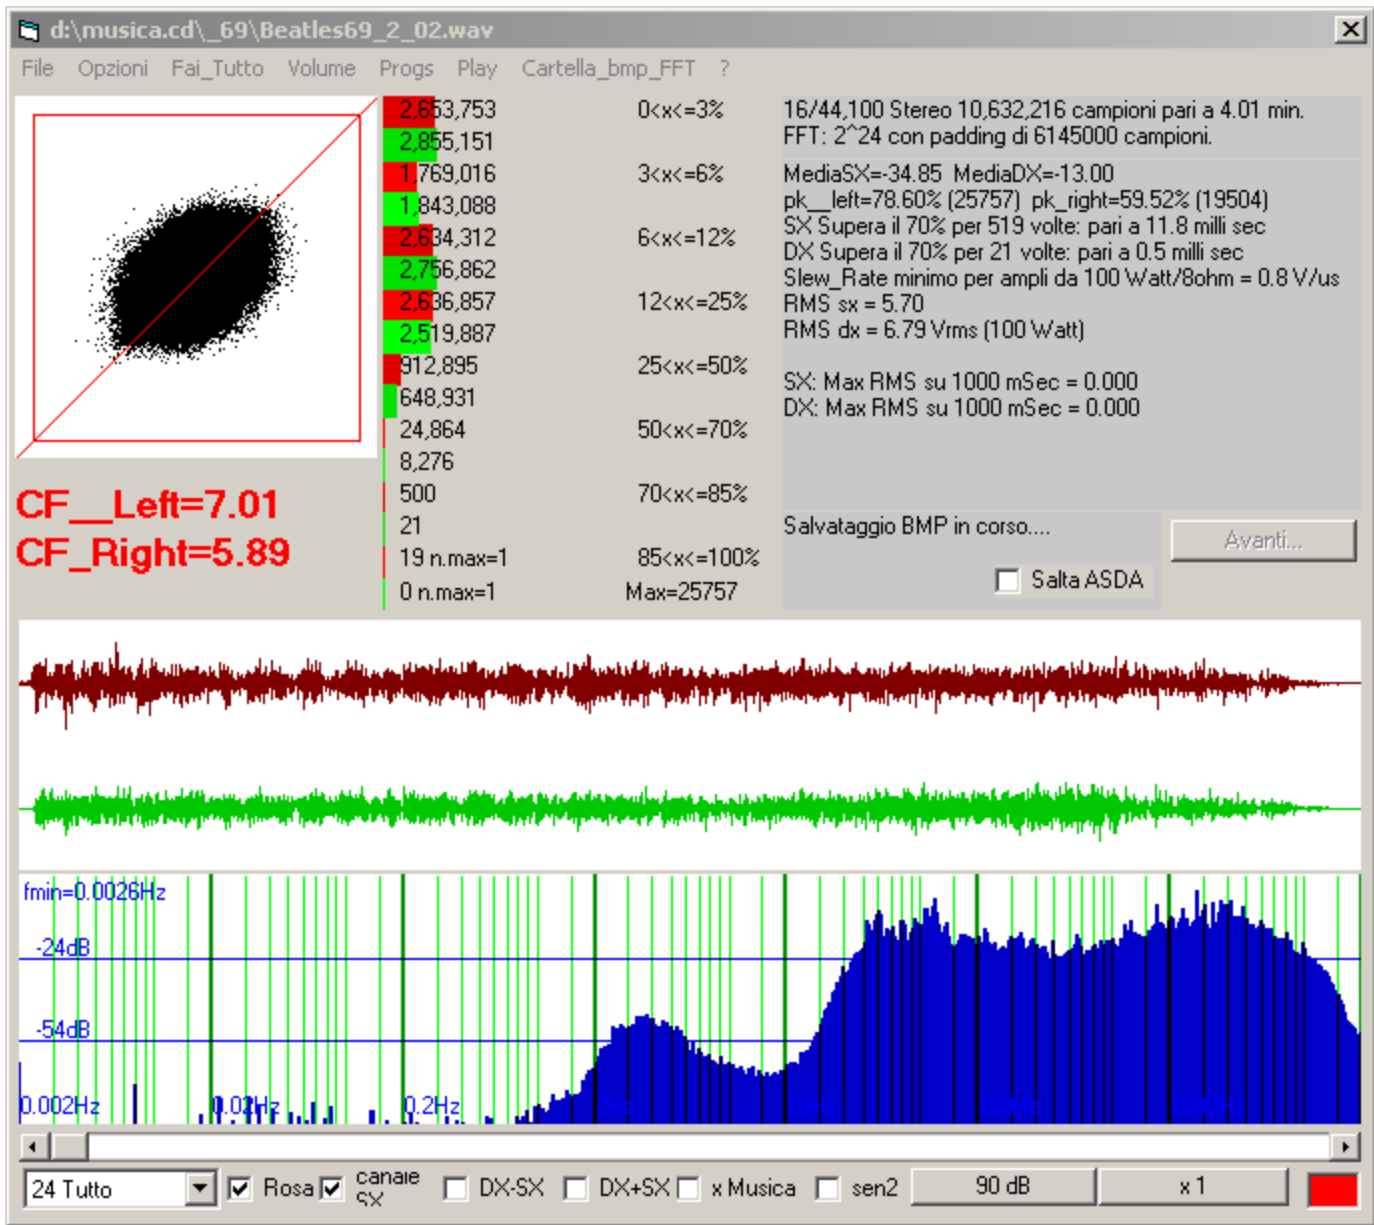 d:\musica.cd\_69\Beatles69_2_02.wav
File Opzioni Fai_Tutto Volume Progs Play Cartella_bmp_FFT ?
2,653,753 0<x<=3%
2,855,151
1,769,016 3<x<=6%
1,843,088
2,634,312 6<x<=12%
2,756,862
2,636,857 12<x<=25%
2,519,887
912,895 25<x<=50%
648,931
24,864 50<x<=70%
8,276
500 70<x<=85%
21
19 n.max=1 85<x<=100%
0 n.max=1 Max=25757
16/44,100 Stereo 10,632,216 campioni pari a 4.01 min.
FFT: 2^24 con padding di 6145000 campioni.
MediaSX=-34.85 MediaDX=-13.00
pk__left=78.60% (25757) pk_right=59.52% (19504)
SX Supera il 70% per 519 volte: pari a 11.8 milli sec
DX Supera il 70% per 21 volte: pari a 0.5 milli sec
Slew_Rate minimo per ampli da 100 Watt/8ohm = 0.8 V/us
RMS sx = 5.70
RMS dx = 6.79 Vrms (100 Watt)
SX: Max RMS su 1000 mSec = 0.000
DX: Max RMS su 1000 mSec = 0.000
CF__Left=7.01
CF_Right=5.89
Salvataggio BMP in corso....
Avanti...
Salta ASDA
fmin=0.0026Hz
-24dB
-54dB
0.002Hz 0.02Hz 0.2Hz 2Hz 20Hz 200Hz 2000Hz
24 Tutto Rosa canale SX DX-SX DX+SX x Musica sen2 90 dB x 1